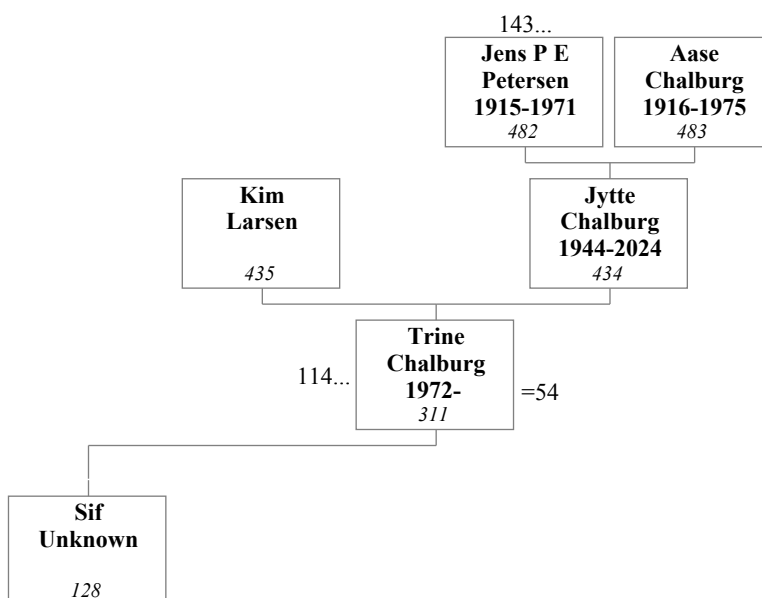 143...
Jens P E
Petersen
1915-1971
482
Aase
Chalburg
1916-1975
483
Kim
Larsen
435
Jytte
Chalburg
1944-2024
434
114...
Trine
Chalburg
1972-
311
=54
Sif
Unknown
128